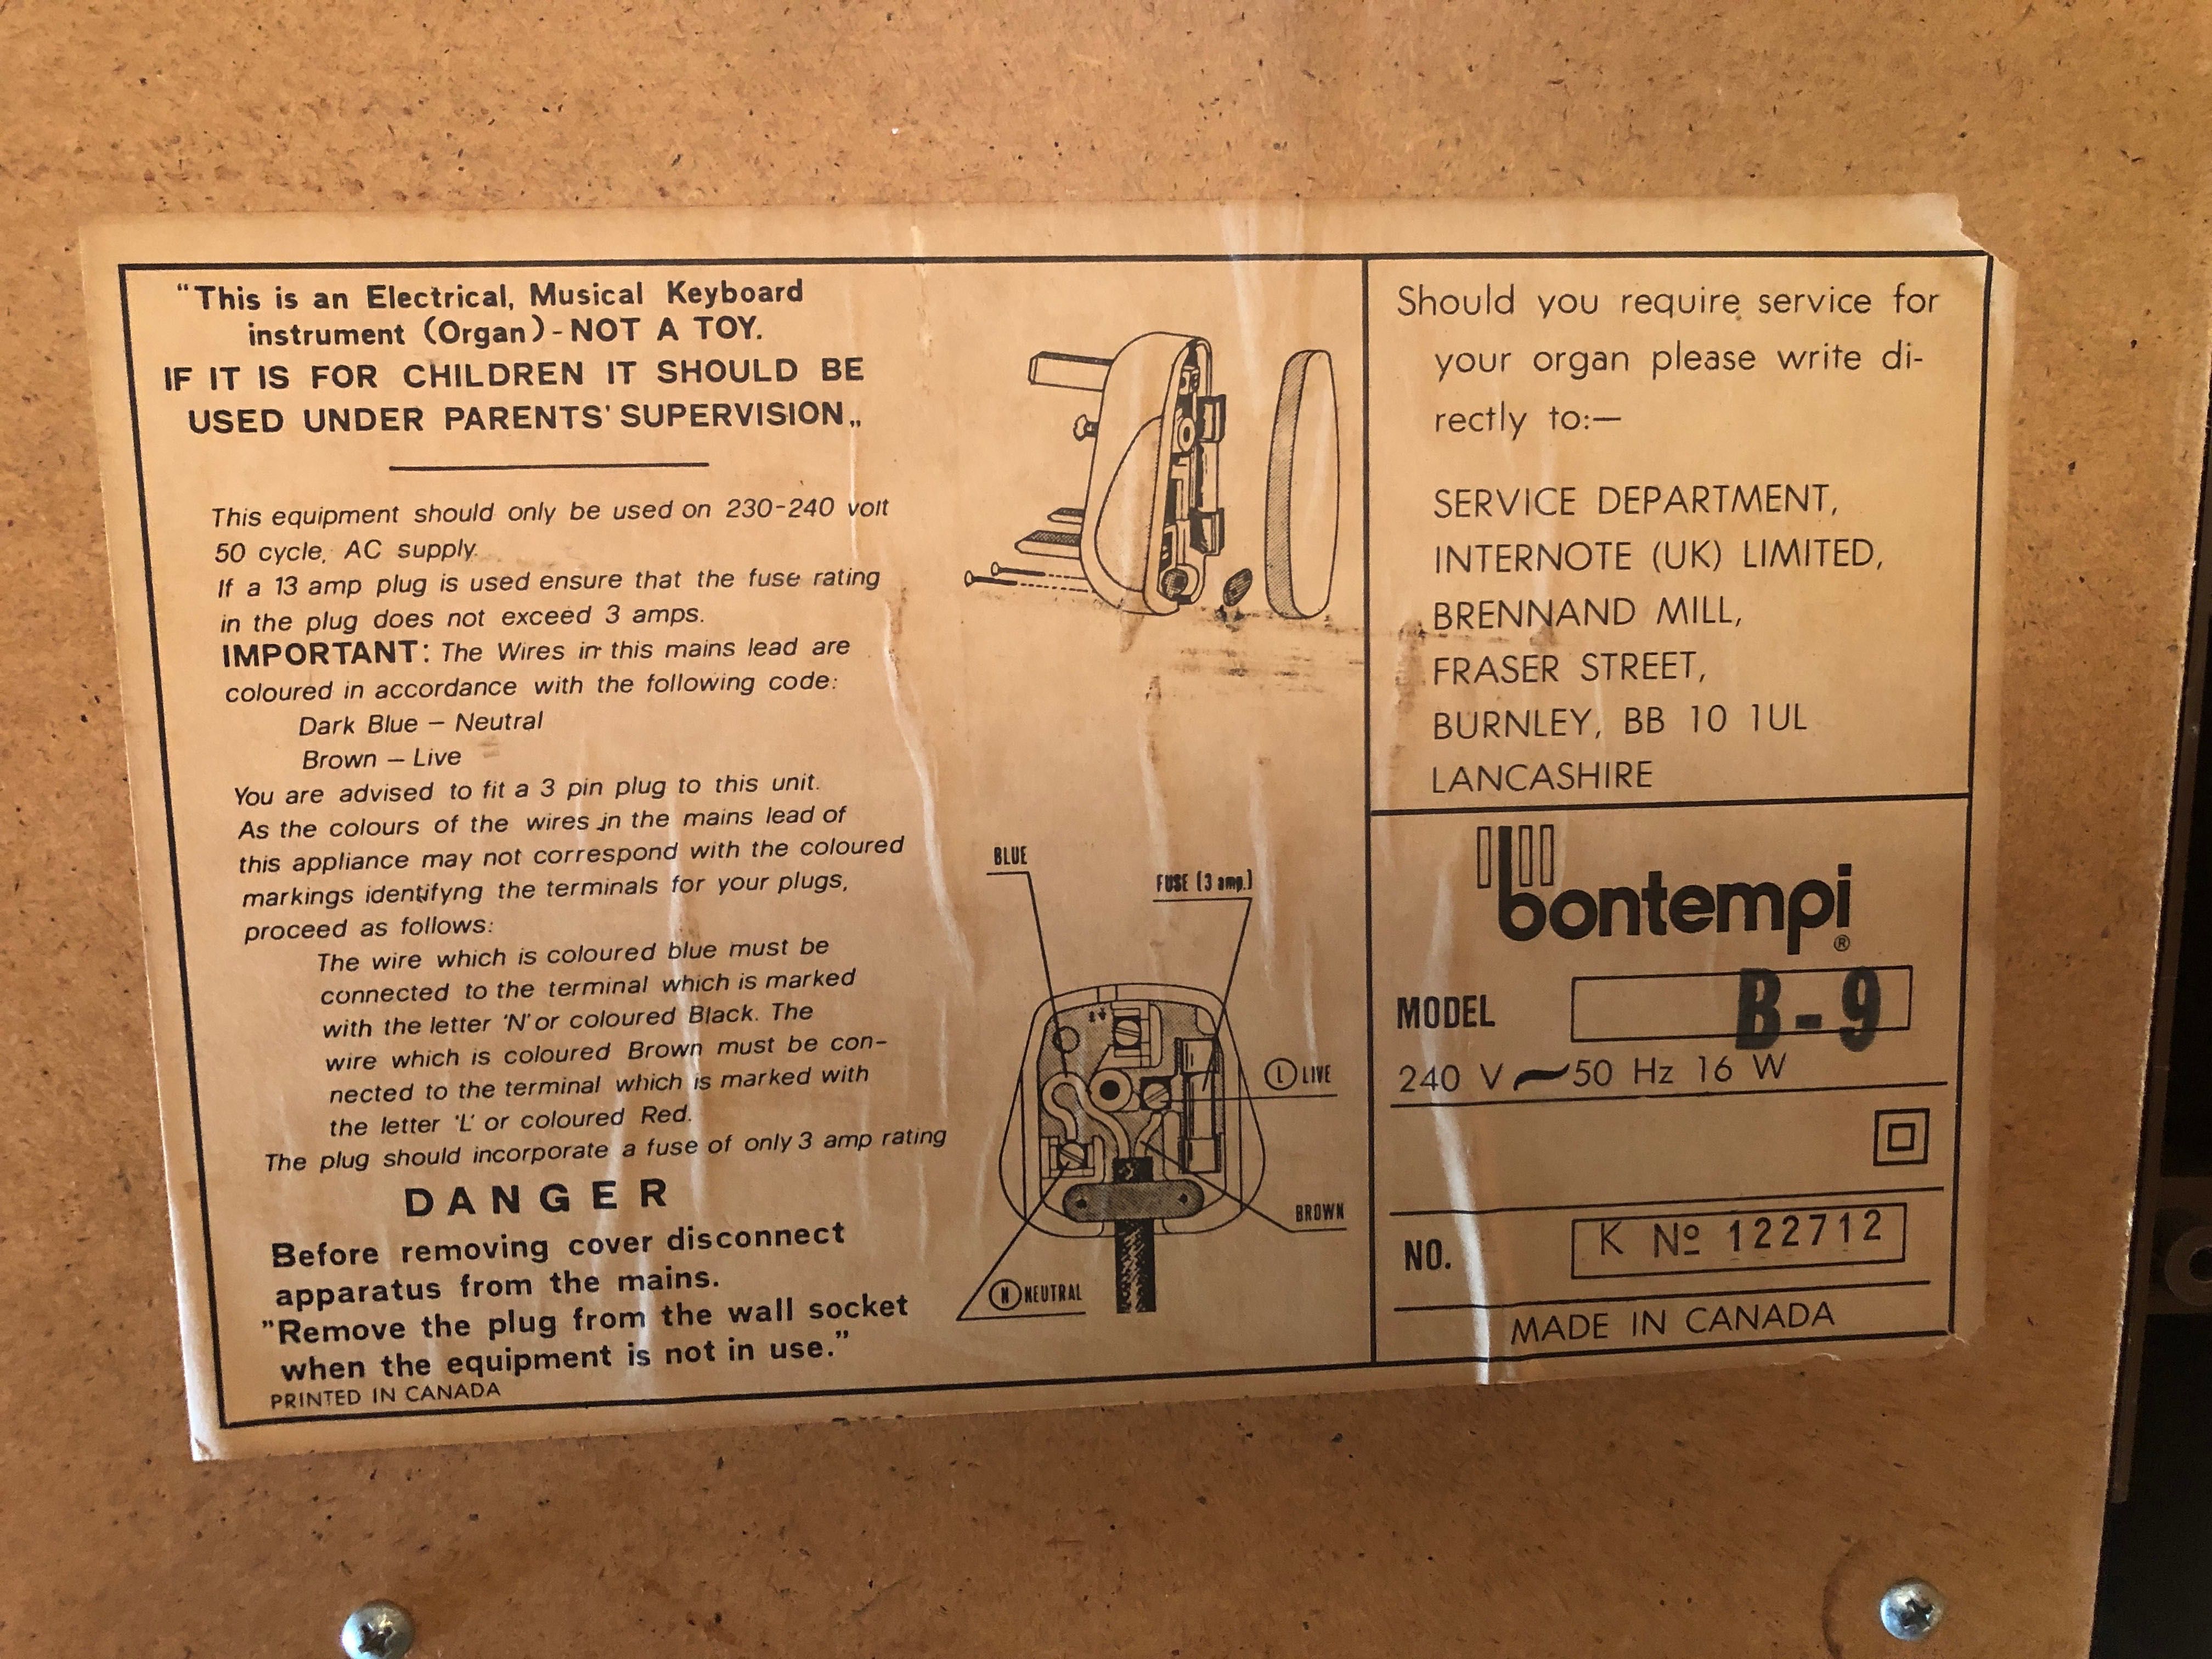 “This is an Electrical, Musical Keyboard
instrument (Organ) - NOT A TOY.
IF IT IS FOR CHILDREN IT SHOULD BE
USED UNDER PARENTS' SUPERVISION„
This equipment should only be used on 230-240 volt
50 cycle, AC supply.
If a 13 amp plug is used ensure that the fuse rating
in the plug does not exceed 3 amps.
IMPORTANT: The Wires in this mains lead are
coloured in accordance with the following code:
Dark Blue – Neutral
Brown – Live
You are advised to fit a 3 pin plug to this unit.
As the colours of the wires in the mains lead of
this appliance may not correspond with the coloured
markings identifyng the terminals for your plugs,
proceed as follows:
The wire which is coloured blue must be
connected to the terminal which is marked
with the letter 'N' or coloured Black. The
wire which is coloured Brown must be con-
nected to the terminal which is marked with
the letter 'L' or coloured Red.
The plug should incorporate a fuse of only 3 amp rating
DANGER
Before removing cover disconnect
apparatus from the mains.
"Remove the plug from the wall socket
when the equipment is not in use."
PRINTED IN CANADA
BLUE
FUSE (3 amp.)
L LIVE
BROWN
N NEUTRAL
Should you require service for
your organ please write di-
rectly to:—
SERVICE DEPARTMENT,
INTERNOTE (UK) LIMITED,
BRENNAND MILL,
FRASER STREET,
BURNLEY, BB 10 1UL
LANCASHIRE
bontempi®
MODEL B-9
240 V ~ 50 Hz 16 W
NO. K Nº 122712
MADE IN CANADA